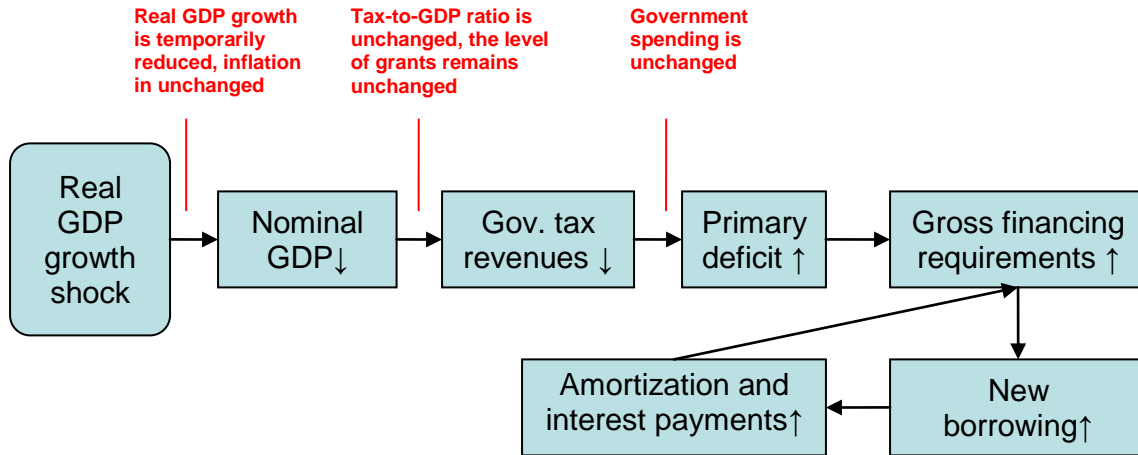 Real GDP growth
is temporarily
reduced, inflation
in unchanged
Tax-to-GDP ratio is
unchanged, the level
of grants remains
unchanged
Government
spending is
unchanged
Real
GDP
growth
shock
Nominal
GDP↓
Gov. tax
revenues ↓
Primary
deficit ↑
Gross financing
requirements ↑
Amortization and
interest payments↑
New
borrowing↑